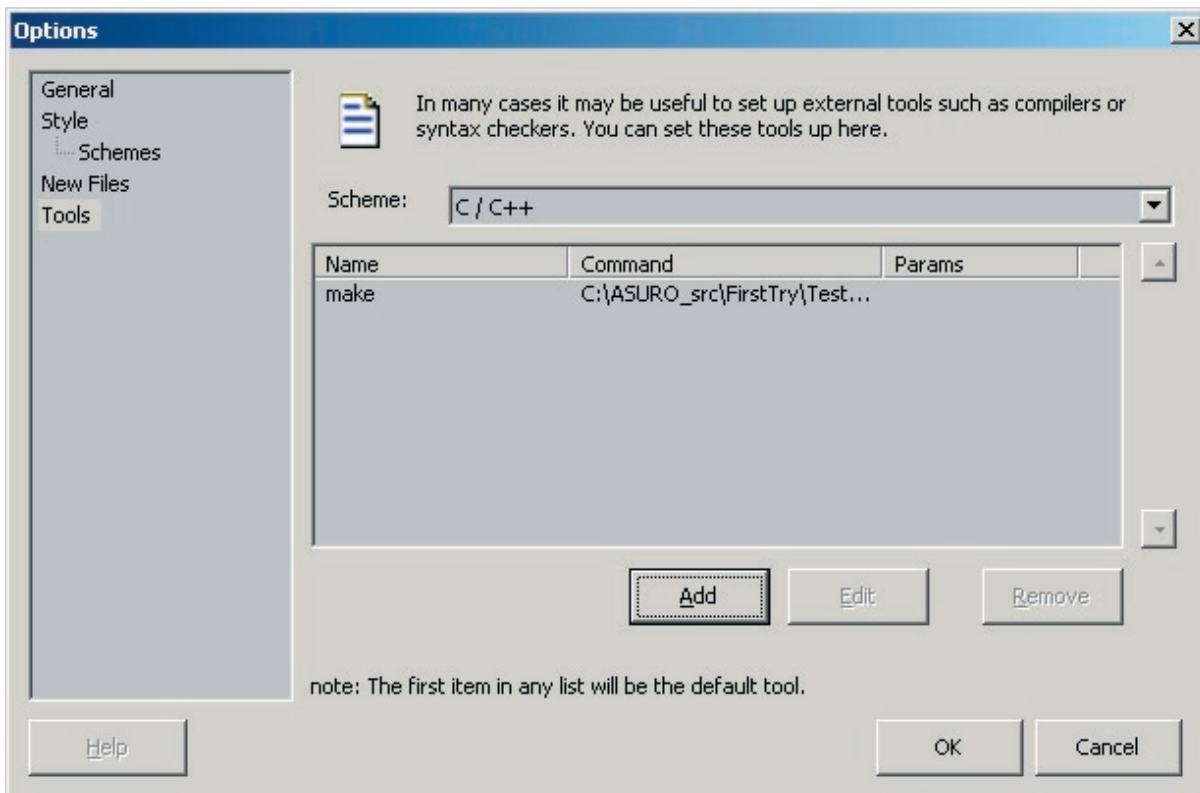 Options
General
Style
Schemes
New Files
Tools
In many cases it may be useful to set up external tools such as compilers or
syntax checkers. You can set these tools up here.
Scheme: C / C++
Name Command Params
make C:\ASURO_src\FirstTry\Test...
Add Edit Remove
note: The first item in any list will be the default tool.
Help OK Cancel